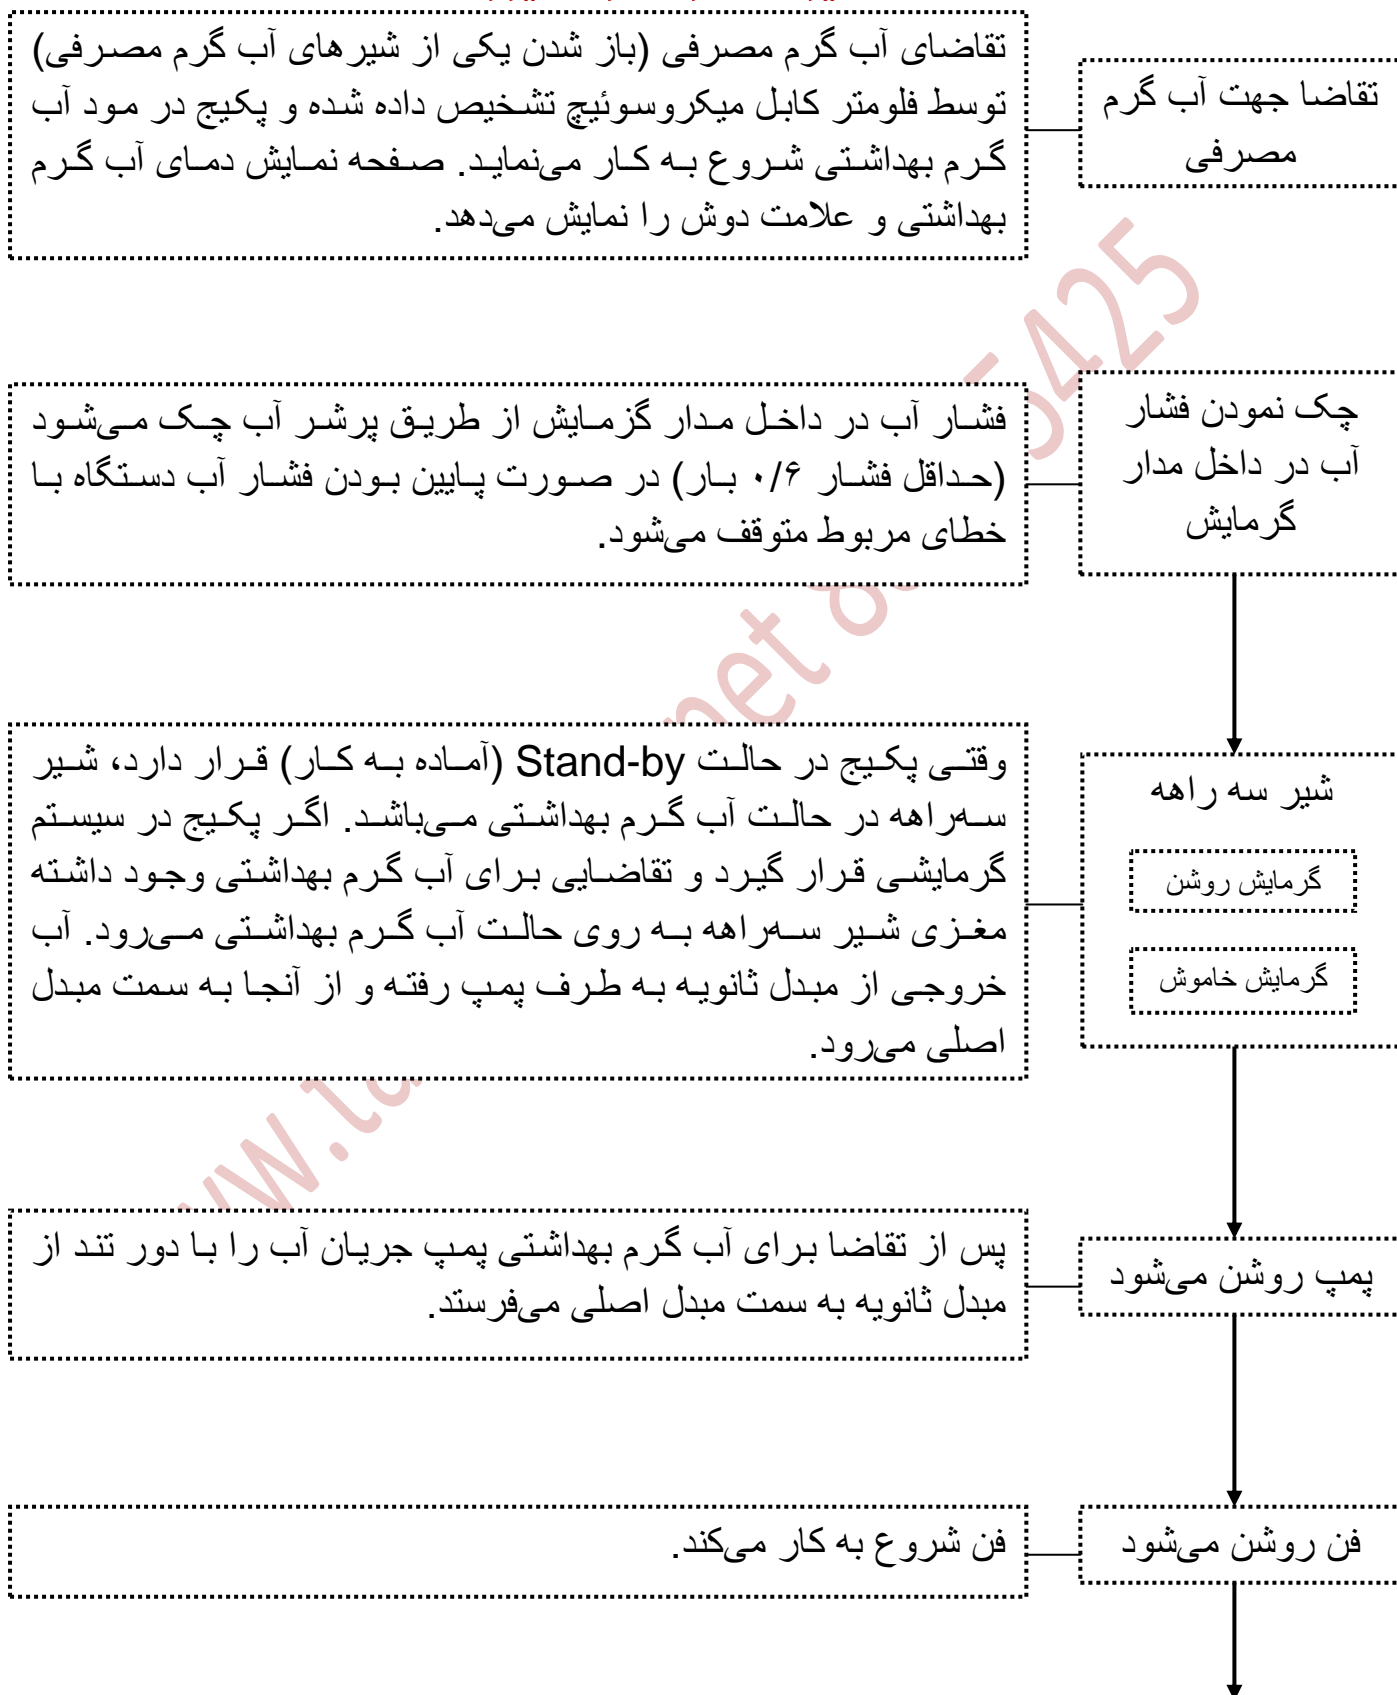 تقاضا جهت آب گرم
مصرفی
تقاضای آب گرم مصرفی (باز شدن یکی از شیرهای آب گرم مصرفی)
توسط فلومتر کابل میکروسوئیچ تشخیص داده شده و پکیج در مود آب
گرم بهداشتی شروع به کار می‌نماید. صفحه نمایش دمای آب گرم
بهداشتی و علامت دوش را نمایش می‌دهد.
چک نمودن فشار
آب در داخل مدار
گرمایش
فشار آب در داخل مدار گزمایش از طریق پرشر آب چک می‌شود
(حداقل فشار ۰/۶ بار) در صورت پایین بودن فشار آب دستگاه با
خطای مربوط متوقف می‌شود.
شیر سه راهه
گرمایش روشن
گرمایش خاموش
وقتی پکیج در حالت Stand-by (آماده به کار) قرار دارد، شیر
سه‌راهه در حالت آب گرم بهداشتی می‌باشد. اگر پکیج در سیستم
گرمایشی قرار گیرد و تقاضایی برای آب گرم بهداشتی وجود داشته
مغزی شیر سه‌راهه به روی حالت آب گرم بهداشتی می‌رود. آب
خروجی از مبدل ثانویه به طرف پمپ رفته و از آنجا به سمت مبدل
اصلی می‌رود.
پمپ روشن می‌شود
پس از تقاضا برای آب گرم بهداشتی پمپ جریان آب را با دور تند از
مبدل ثانویه به سمت مبدل اصلی می‌فرستد.
فن روشن می‌شود
فن شروع به کار می‌کند.